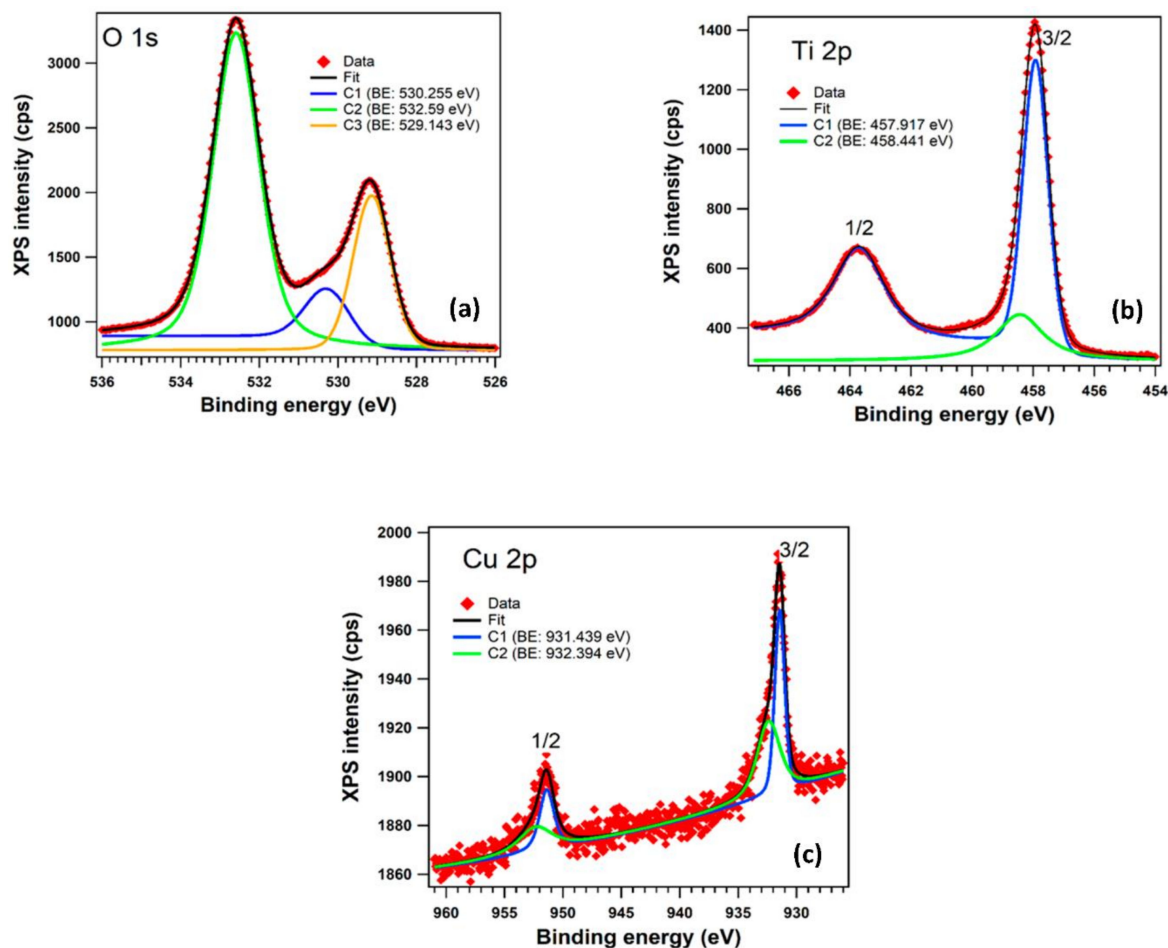 O 1s
Data
Fit
C1 (BE: 530.255 eV)
C2 (BE: 532.59 eV)
C3 (BE: 529.143 eV)
(a)
XPS intensity (cps)
3000
2500
2000
1500
1000
536
534
532
530
528
526
Binding energy (eV)
Ti 2p
3/2
Data
Fit
C1 (BE: 457.917 eV)
C2 (BE: 458.441 eV)
1/2
(b)
XPS intensity (cps)
1400
1200
1000
800
600
400
466
464
462
460
458
456
454
Binding energy (eV)
Cu 2p
3/2
Data
Fit
C1 (BE: 931.439 eV)
C2 (BE: 932.394 eV)
1/2
(c)
XPS intensity (cps)
2000
1980
1960
1940
1920
1900
1880
1860
960
955
950
945
940
935
930
Binding energy (eV)